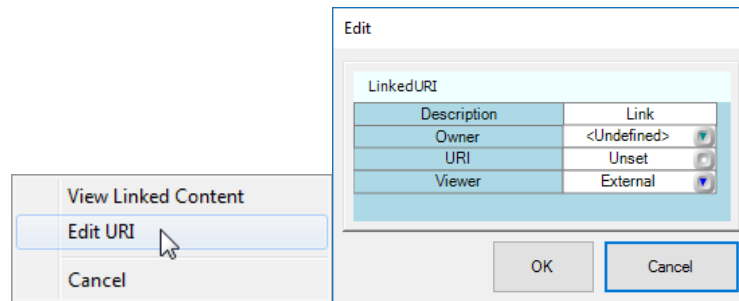 View Linked Content
Edit URI
Cancel
Edit
LinkedURI
Description Link
Owner <Undefined>
URI Unset
Viewer External
OK Cancel